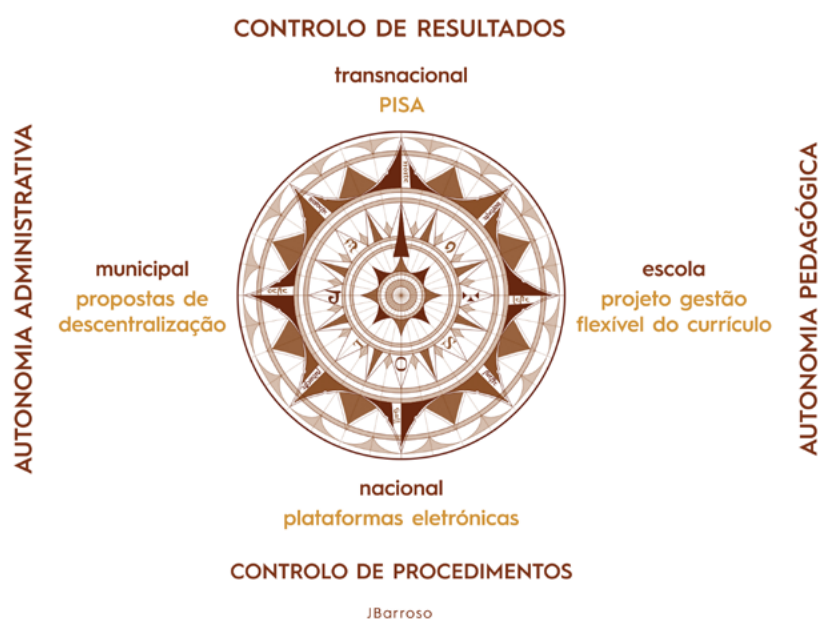 CONTROLO DE RESULTADOS
transnacional
PISA
AUTONOMIA ADMINISTRATIVA
municipal
propostas de
descentralização
escola
projeto gestão
flexível do currículo
AUTONOMIA PEDAGÓGICA
nacional
plataformas eletrónicas
CONTROLO DE PROCEDIMENTOS
JBarroso